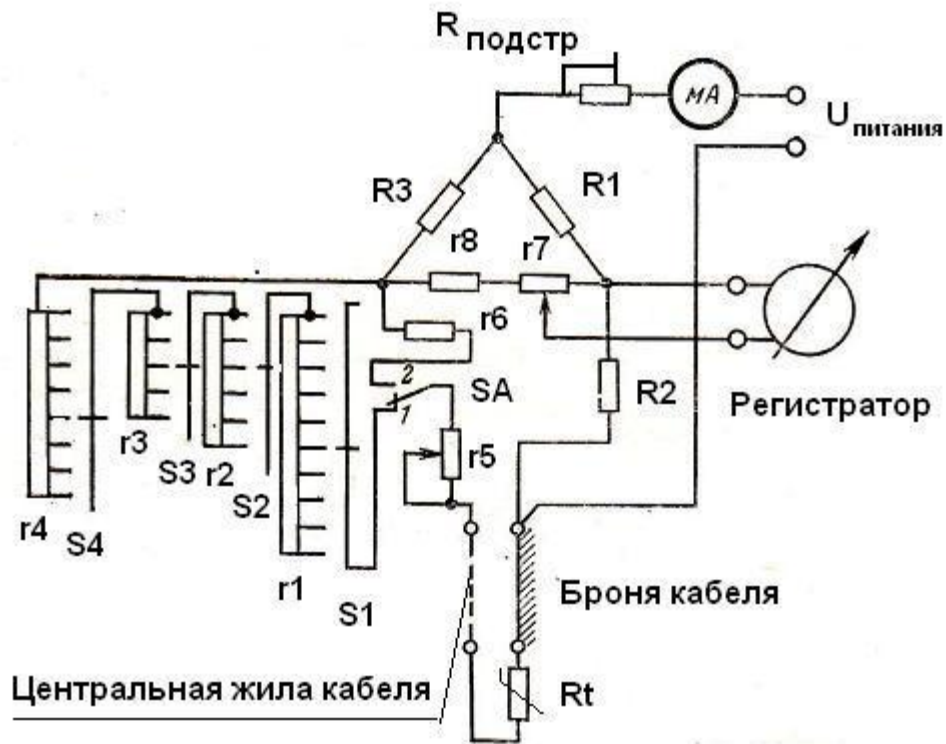 R подстр
мА
U питания
R3
R1
r8
r7
r6
2
SA
1
R2
Регистратор
r5
r3
S3
r2
S2
r4
S4
r1
S1
Броня кабеля
Центральная жила кабеля
Rt